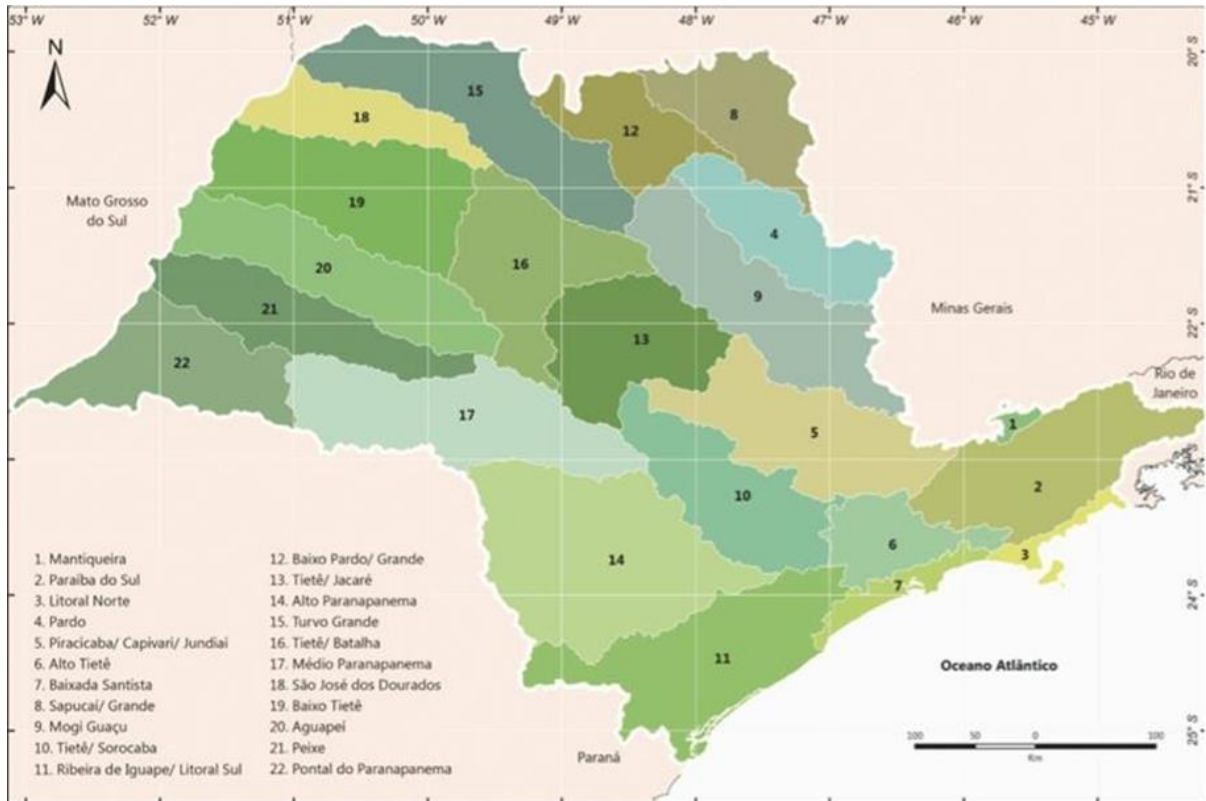 53° W 52° W 51° W 50° W 49° W 48° W 47° W 46° W 45° W
N
20° S
15
8
18
12
21° S
Mato Grosso
do Sul
19
4
16
20
9
21
Minas Gerais
22° S
13
22
Rio de
Janeiro
17
1
5
23° S
2
10
6
3
14
7
24° S
11
Oceano Atlântico
25° S
Paraná
100 50 0 100
Km
1. Mantiqueira
2. Paraíba do Sul
3. Litoral Norte
4. Pardo
5. Piracicaba/ Capivari/ Jundiaí
6. Alto Tietê
7. Baixada Santista
8. Sapucaí/ Grande
9. Mogi Guaçu
10. Tietê/ Sorocaba
11. Ribeira de Iguape/ Litoral Sul
12. Baixo Pardo/ Grande
13. Tietê/ Jacaré
14. Alto Paranapanema
15. Turvo Grande
16. Tietê/ Batalha
17. Médio Paranapanema
18. São José dos Dourados
19. Baixo Tietê
20. Aguapeí
21. Peixe
22. Pontal do Paranapanema